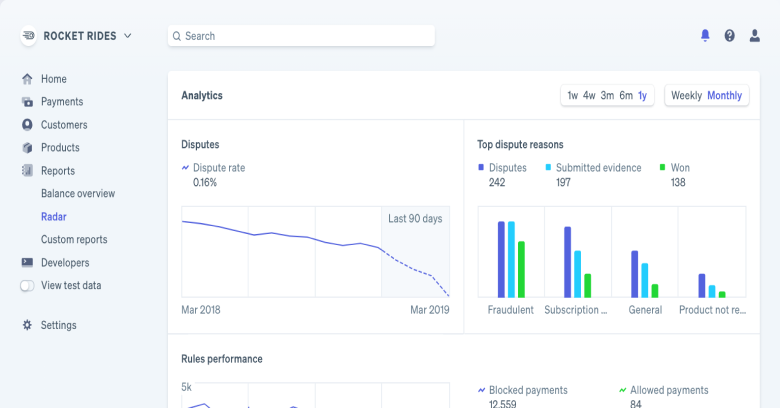 ROCKET RIDES
Search
Home
Payments
Customers
Products
Reports
Balance overview
Radar
Custom reports
Developers
View test data
Settings
Analytics
1w 4w 3m 6m 1y
Weekly Monthly
Disputes
Dispute rate
0.16%
Last 90 days
Mar 2018 Mar 2019
Top dispute reasons
Disputes Submitted evidence Won
242 197 138
Fraudulent Subscription ... General Product not re...
Rules performance
5k
Blocked payments Allowed payments
12,559 84